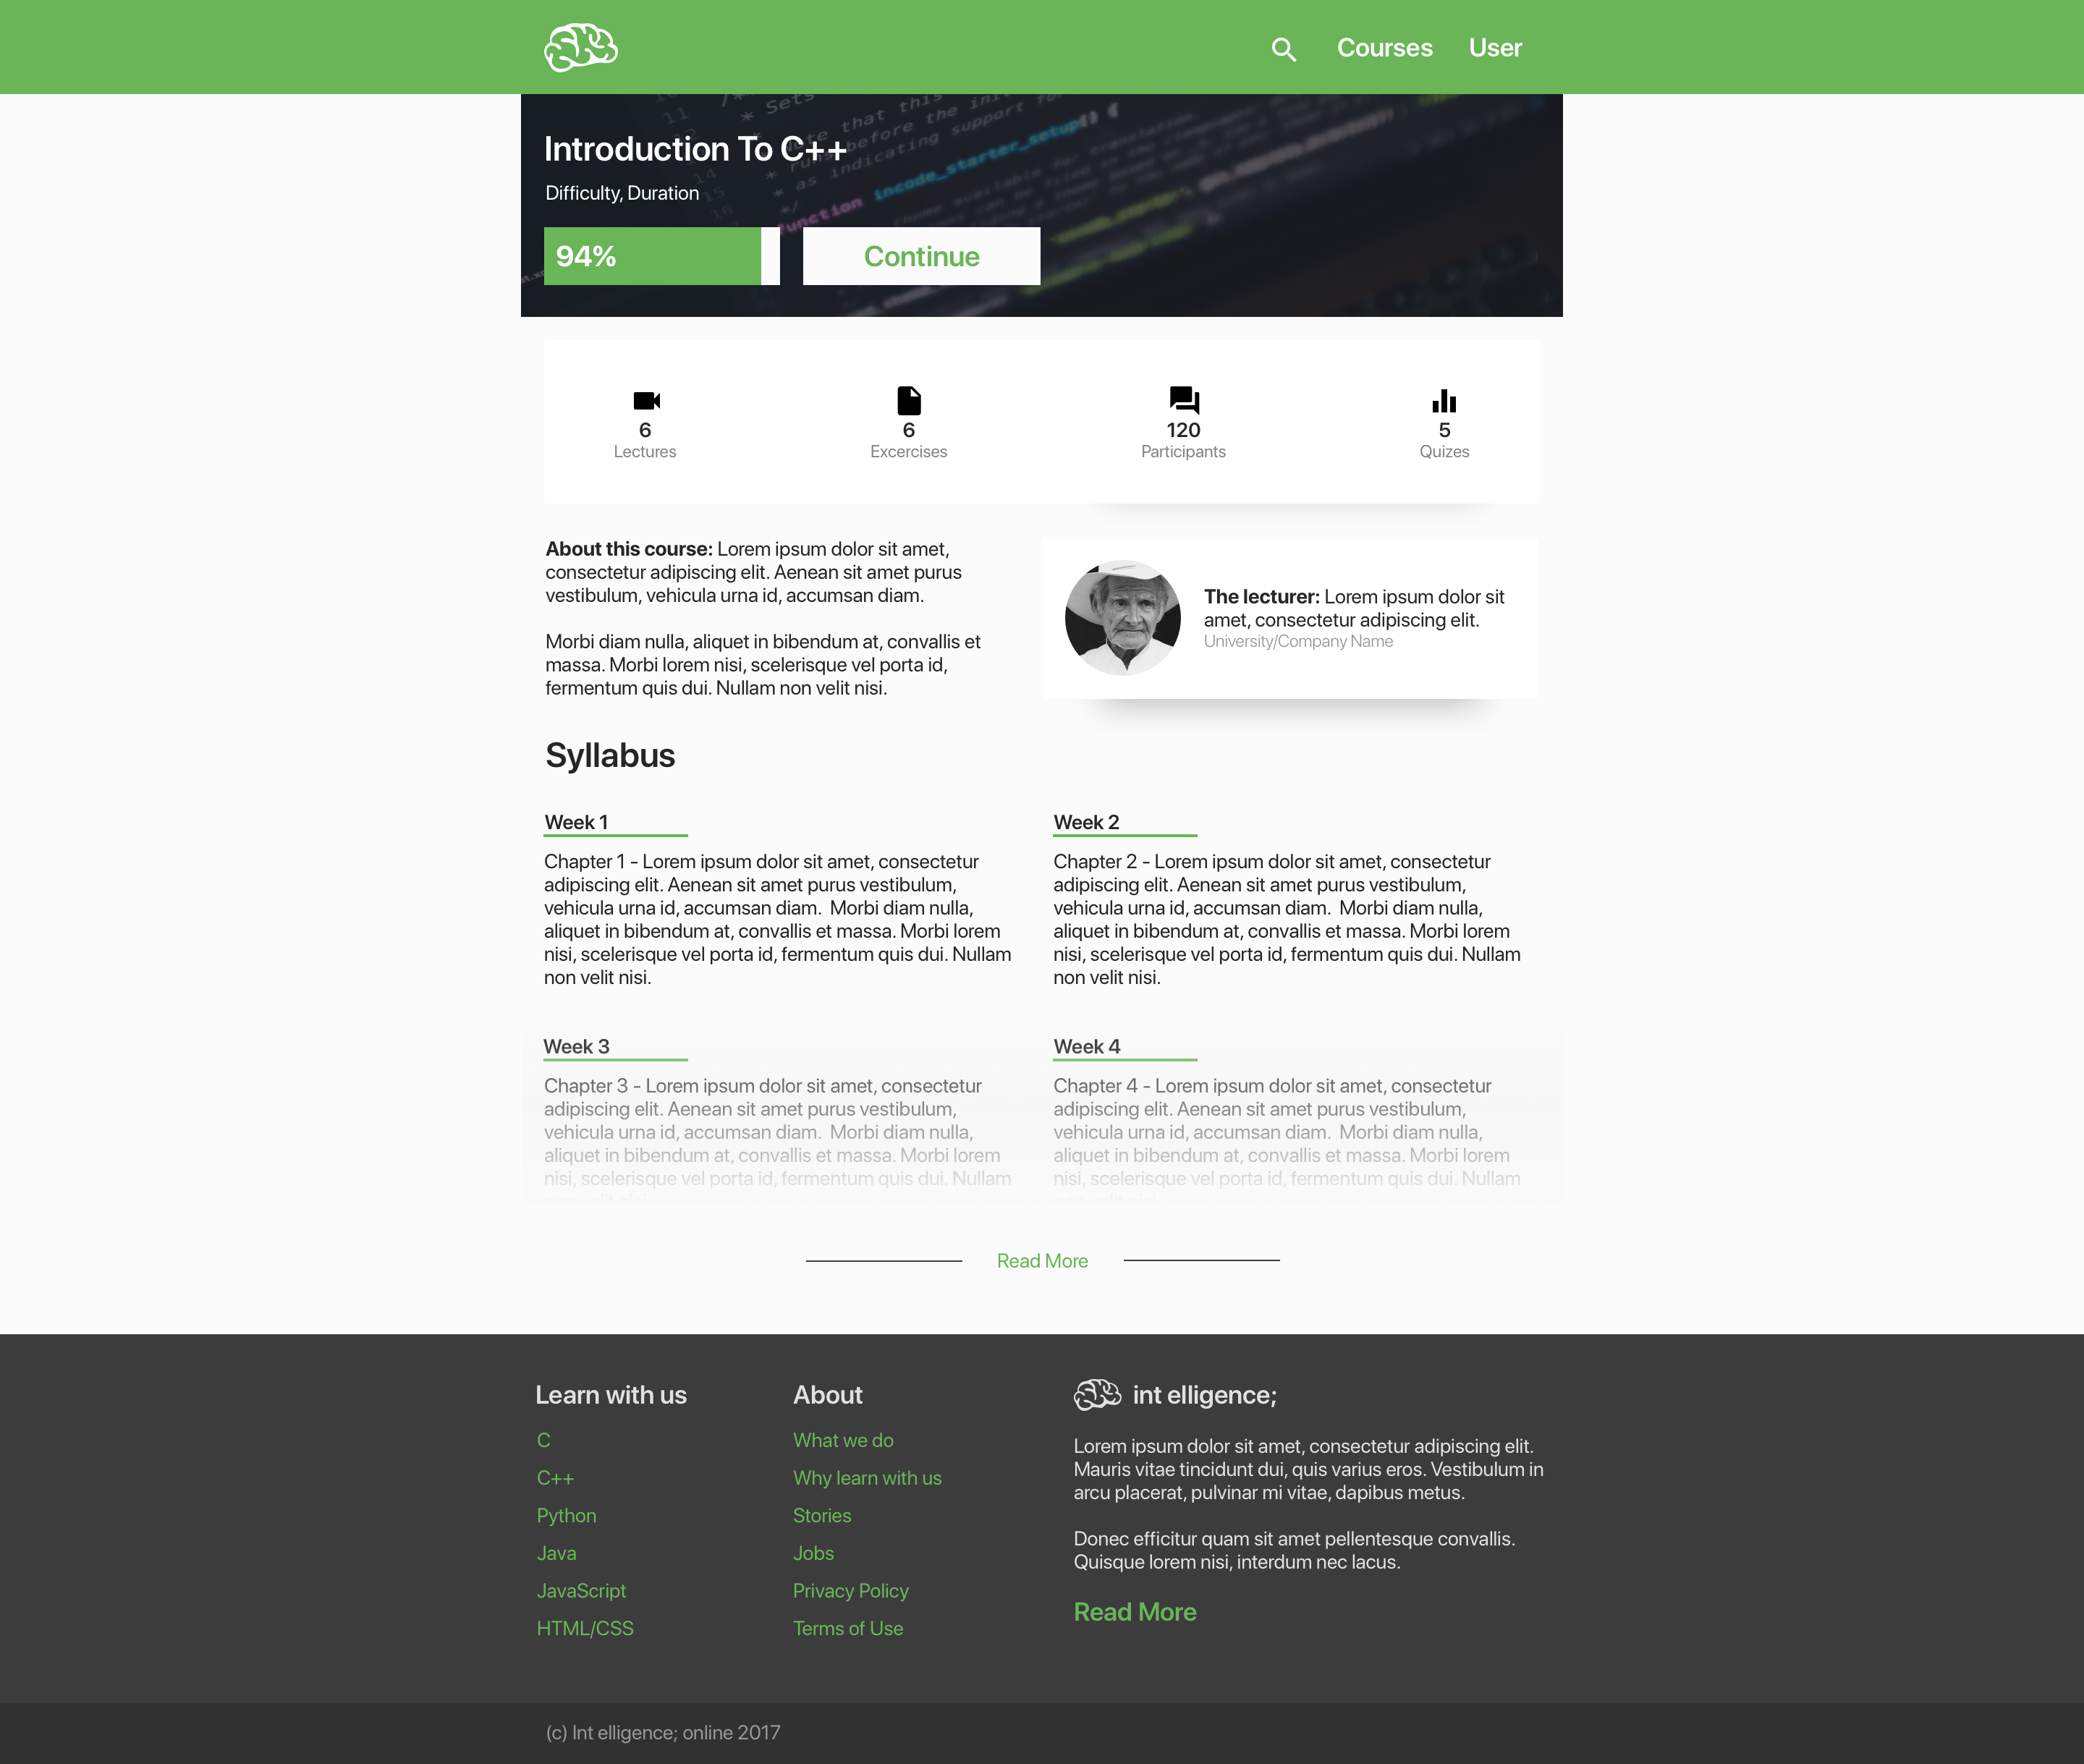 Courses
User
11
/**
* Sets
Note that this
* runs before the
14
* as indicating support
15
16
*/
function incode_starter_setup() {
Introduction To C++
Difficulty, Duration
94%
Continue
6
Lectures
6
Excercises
120
Participants
5
Quizes
About this course: Lorem ipsum dolor sit amet,
consectetur adipiscing elit. Aenean sit amet purus
vestibulum, vehicula urna id, accumsan diam.
Morbi diam nulla, aliquet in bibendum at, convallis et
massa. Morbi lorem nisi, scelerisque vel porta id,
fermentum quis dui. Nullam non velit nisi.
The lecturer: Lorem ipsum dolor sit
amet, consectetur adipiscing elit.
University/Company Name
Syllabus
Week 1
Chapter 1 - Lorem ipsum dolor sit amet, consectetur
adipiscing elit. Aenean sit amet purus vestibulum,
vehicula urna id, accumsan diam.  Morbi diam nulla,
aliquet in bibendum at, convallis et massa. Morbi lorem
nisi, scelerisque vel porta id, fermentum quis dui. Nullam
non velit nisi.
Week 2
Chapter 2 - Lorem ipsum dolor sit amet, consectetur
adipiscing elit. Aenean sit amet purus vestibulum,
vehicula urna id, accumsan diam.  Morbi diam nulla,
aliquet in bibendum at, convallis et massa. Morbi lorem
nisi, scelerisque vel porta id, fermentum quis dui. Nullam
non velit nisi.
Week 3
Chapter 3 - Lorem ipsum dolor sit amet, consectetur
adipiscing elit. Aenean sit amet purus vestibulum,
vehicula urna id, accumsan diam.  Morbi diam nulla,
aliquet in bibendum at, convallis et massa. Morbi lorem
nisi, scelerisque vel porta id, fermentum quis dui. Nullam
Week 4
Chapter 4 - Lorem ipsum dolor sit amet, consectetur
adipiscing elit. Aenean sit amet purus vestibulum,
vehicula urna id, accumsan diam.  Morbi diam nulla,
aliquet in bibendum at, convallis et massa. Morbi lorem
nisi, scelerisque vel porta id, fermentum quis dui. Nullam
Read More
Learn with us
C
C++
Python
Java
JavaScript
HTML/CSS
About
What we do
Why learn with us
Stories
Jobs
Privacy Policy
Terms of Use
int elligence;
Lorem ipsum dolor sit amet, consectetur adipiscing elit.
Mauris vitae tincidunt dui, quis varius eros. Vestibulum in
arcu placerat, pulvinar mi vitae, dapibus metus.
Donec efficitur quam sit amet pellentesque convallis.
Quisque lorem nisi, interdum nec lacus.
Read More
(c) Int elligence; online 2017